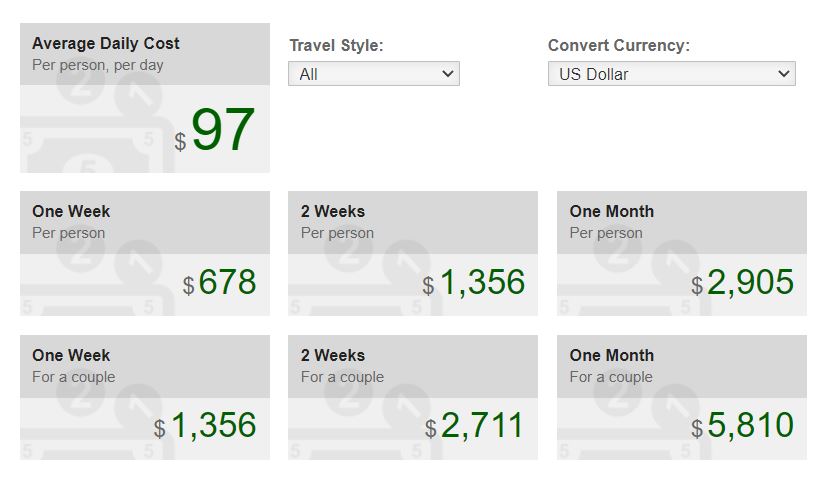 Average Daily Cost
Per person, per day
$97
Travel Style:
All
Convert Currency:
US Dollar
One Week
Per person
$678
2 Weeks
Per person
$1,356
One Month
Per person
$2,905
One Week
For a couple
$1,356
2 Weeks
For a couple
$2,711
One Month
For a couple
$5,810